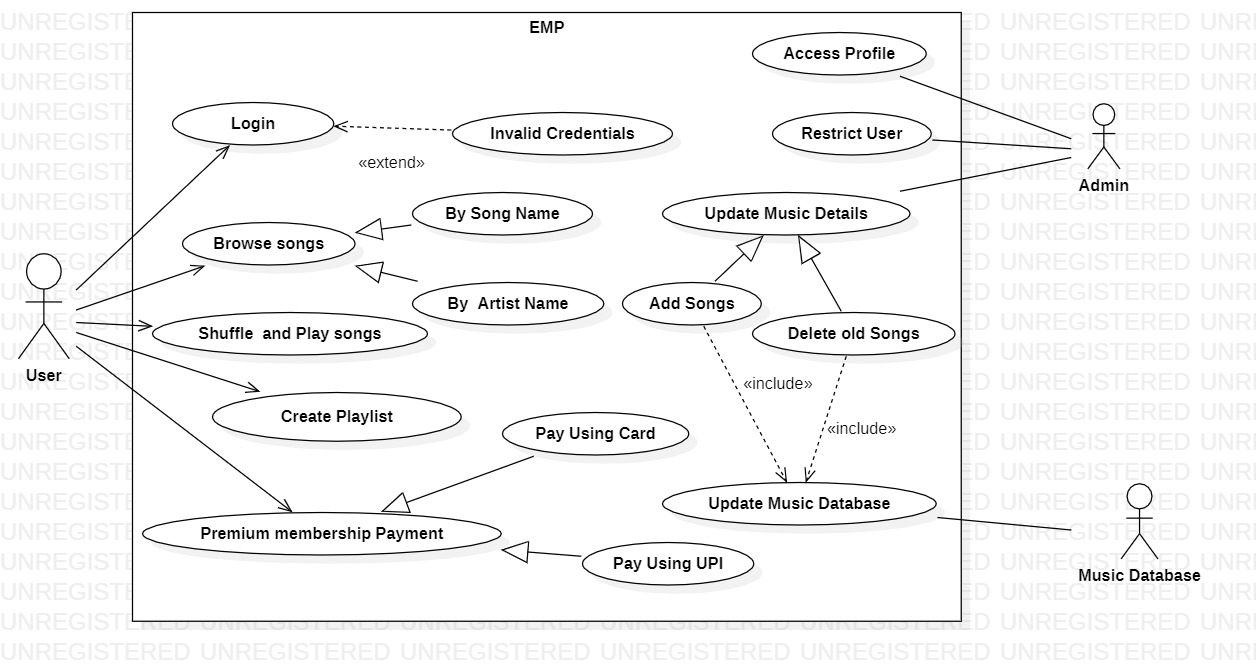 EMP
Access Profile
Login
Invalid Credentials
Restrict User
«extend»
Admin
By Song Name
Update Music Details
Browse songs
By  Artist Name
Add Songs
Shuffle  and Play songs
Delete old Songs
User
«include»
Create Playlist
Pay Using Card
«include»
Update Music Database
Premium membership Payment
Pay Using UPI
Music Database
UNREGISTERED UNREGISTERED UNREGISTERED UNREGISTERED UNREGISTERED UNREGISTERED UNR